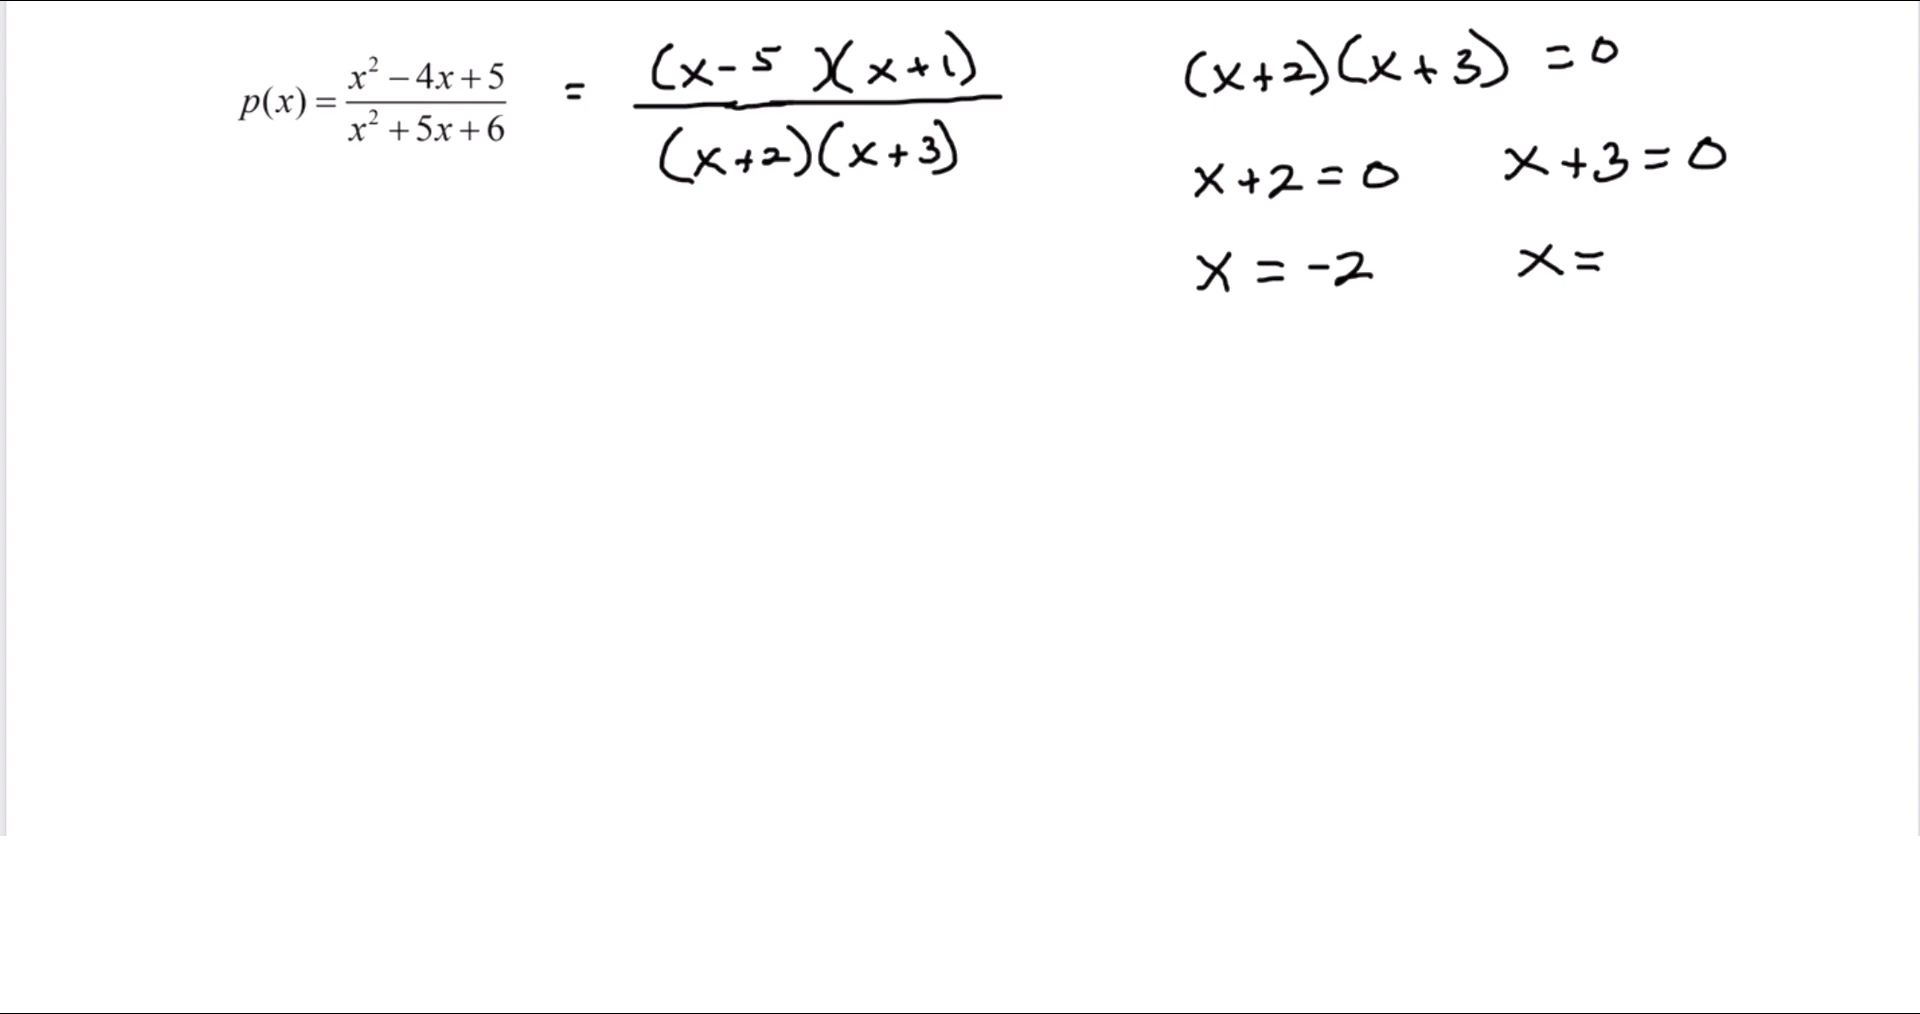 p(x) = (x² − 4x + 5)/(x² + 5x + 6) = ((x-5)(x+1))/((x+2)(x+3))
(x+2)(x+3) = 0
x+2=0 x+3=0
x = -2 x=